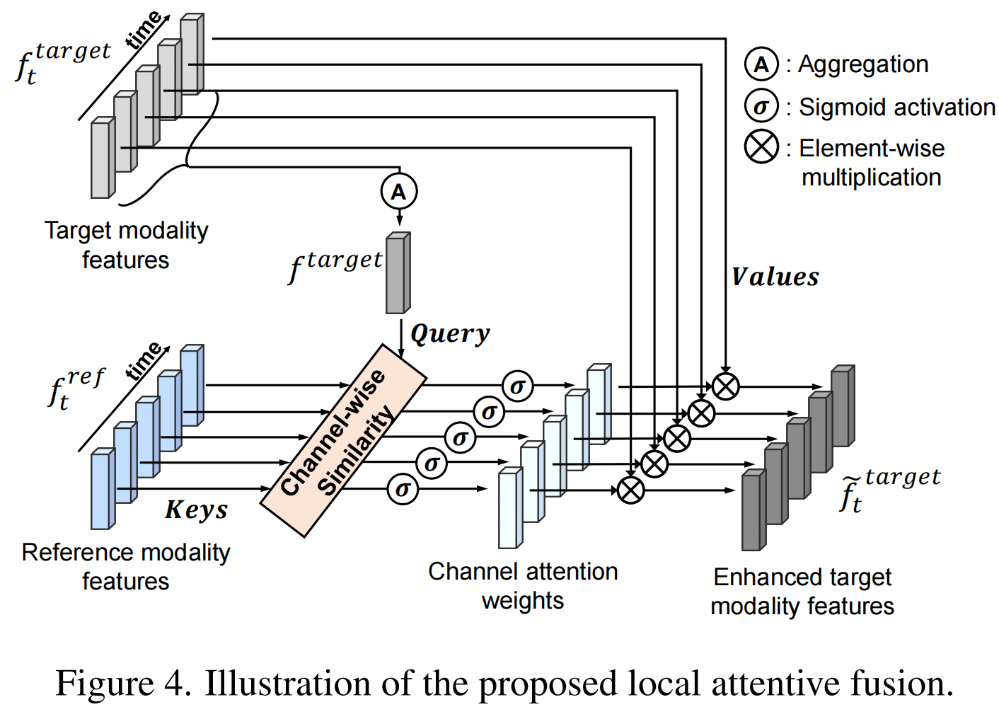 time
f_t^{target}
A : Aggregation
σ : Sigmoid activation
: Element-wise
multiplication
A
Target modality
features
f^{target}
Values
Query
time
f_t^{ref}
Channel-wise
Similarity
σ
σ
σ
σ
σ
Keys
\tilde{f}_t^{target}
Reference modality
features
Channel attention
weights
Enhanced target
modality features
Figure 4. Illustration of the proposed local attentive fusion.